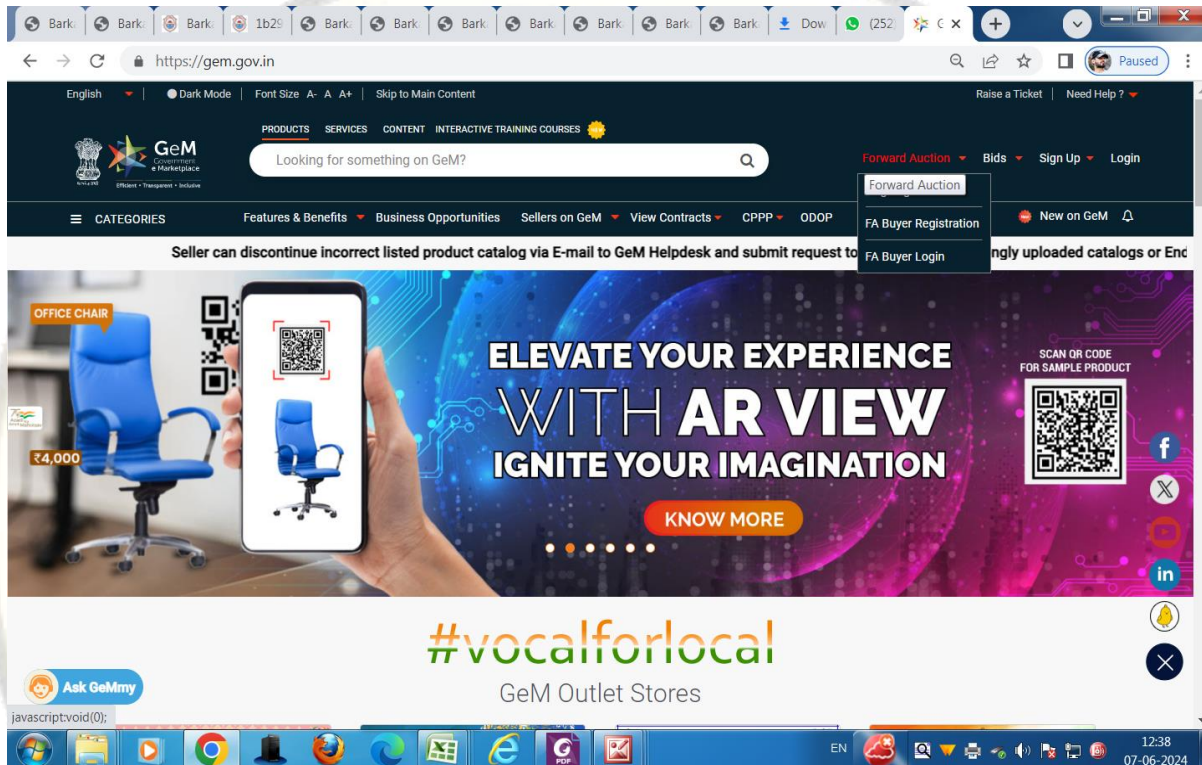 Bark
Bark
Bark
1b29
Bark
Bark
Bark
Bark
Bark
Bark
Bark
Dow
(252
https://gem.gov.in
Paused
English
Dark Mode
Font Size A- A A+
Skip to Main Content
Raise a Ticket
Need Help ?
PRODUCTS SERVICES CONTENT INTERACTIVE TRAINING COURSES
GeM
Government
e Marketplace
Efficient • Transparent • Inclusive
Looking for something on GeM?
Forward Auction
Bids
Sign Up
Login
Forward Auction
FA Buyer Registration
FA Buyer Login
CATEGORIES
Features & Benefits
Business Opportunities
Sellers on GeM
View Contracts
CPPP
ODOP
New on GeM
Seller can discontinue incorrect listed product catalog via E-mail to GeM Helpdesk and submit request to
ngly uploaded catalogs or End
OFFICE CHAIR
₹4,000
ELEVATE YOUR EXPERIENCE
WITH AR VIEW
IGNITE YOUR IMAGINATION
KNOW MORE
SCAN QR CODE
FOR SAMPLE PRODUCT
#vocalforlocal
GeM Outlet Stores
Ask GeMmy
javascript:void(0);
PDF
EN
12:38
07-06-2024